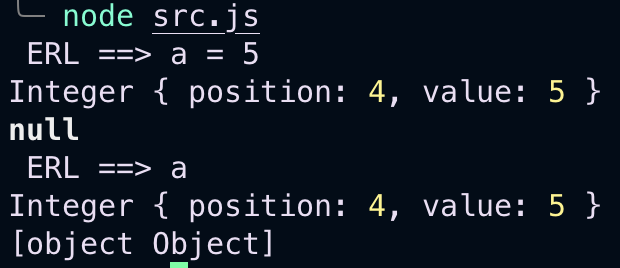 node src.js
ERL ==> a = 5
Integer { position: 4, value: 5 }
null
ERL ==> a
Integer { position: 4, value: 5 }
[object Object]